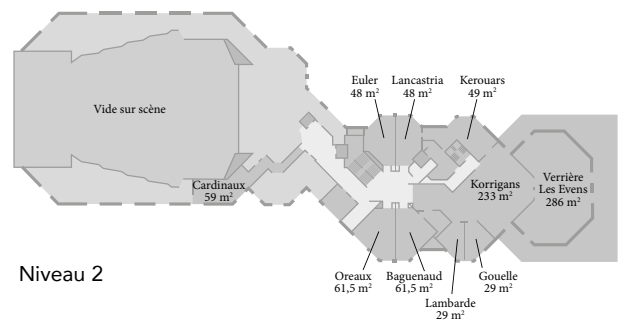 Euler
48 m²
Lancastria
48 m²
Kerouars
49 m²
Vide sur scène
Cardinaux
59 m²
Korrigans
233 m²
Verrière
Les Evens
286 m²
Niveau 2
Oreaux
61,5 m²
Baguenaud
61,5 m²
Lambarde
29 m²
Gouelle
29 m²